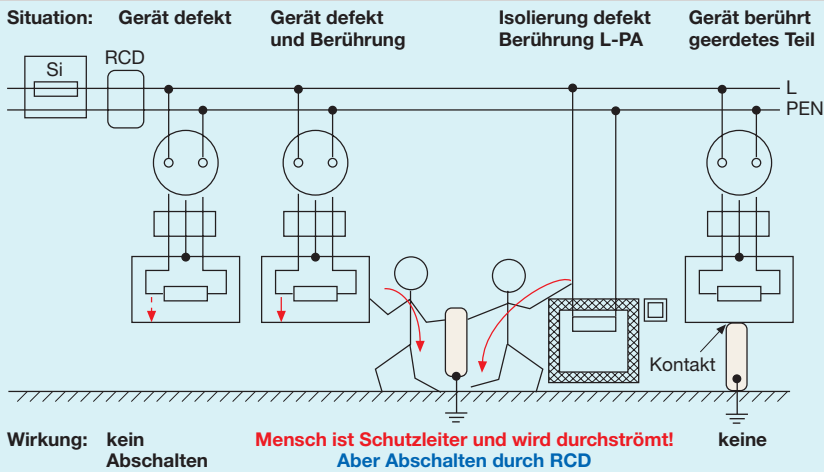 Situation: Gerät defekt
Gerät defekt
und Berührung
Isolierung defekt
Berührung L-PA
Gerät berührt
geerdetes Teil
Si
RCD
L
PEN
Kontakt
Wirkung: kein
Abschalten
Mensch ist Schutzleiter und wird durchströmt!
Aber Abschalten durch RCD
keine